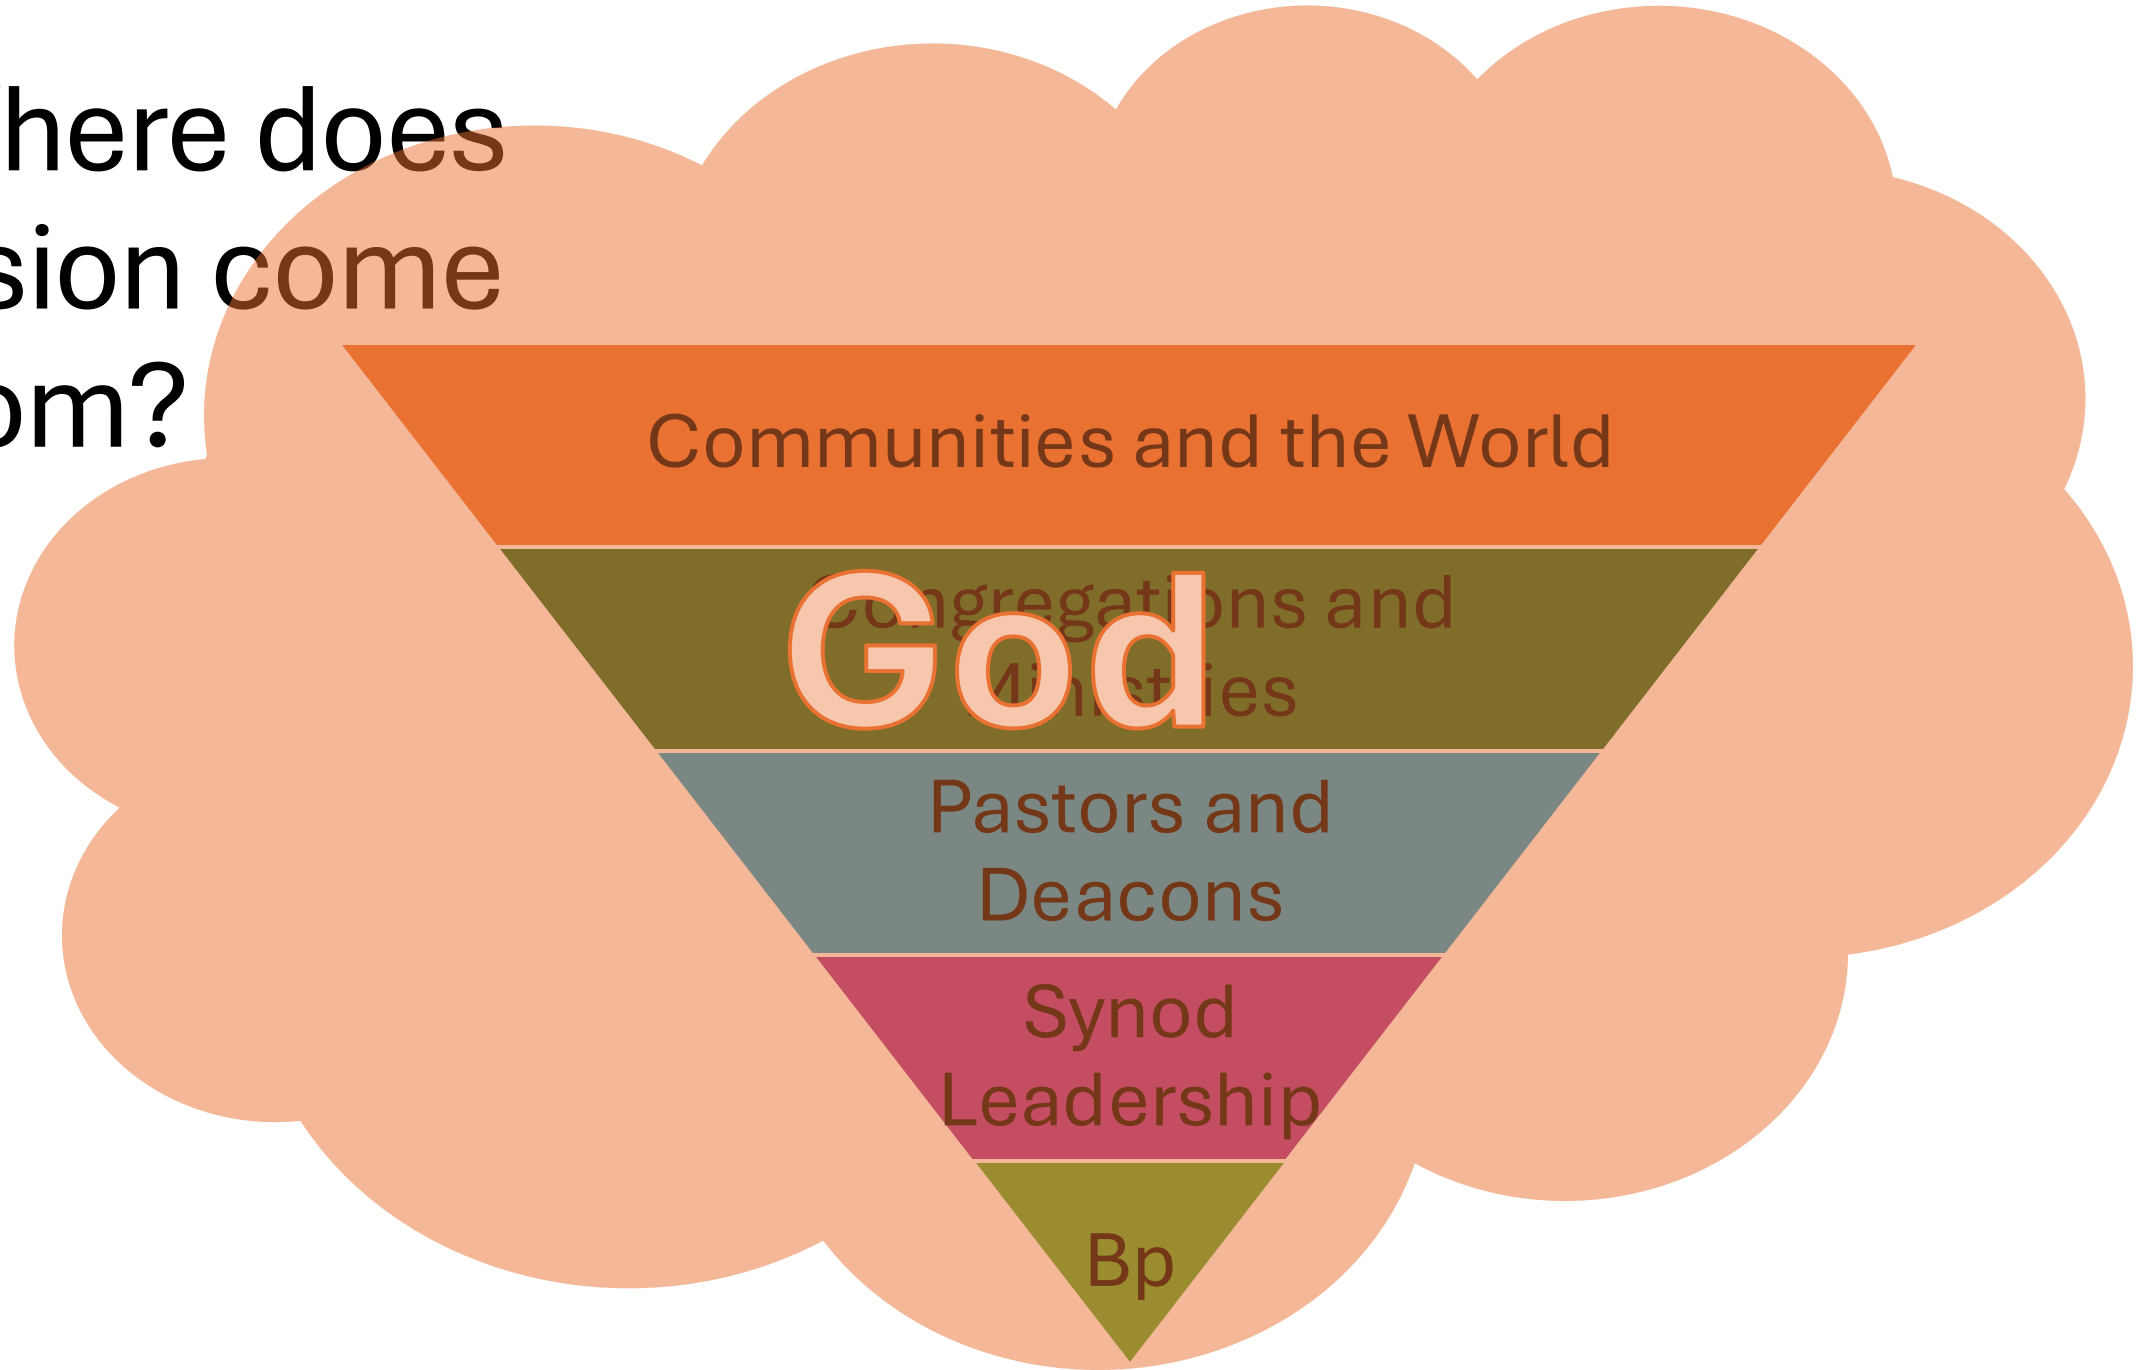 here does
sion come
om?
Communities and the World
God
Congregations and
Ministries
Pastors and
Deacons
Synod
Leadership
Bp